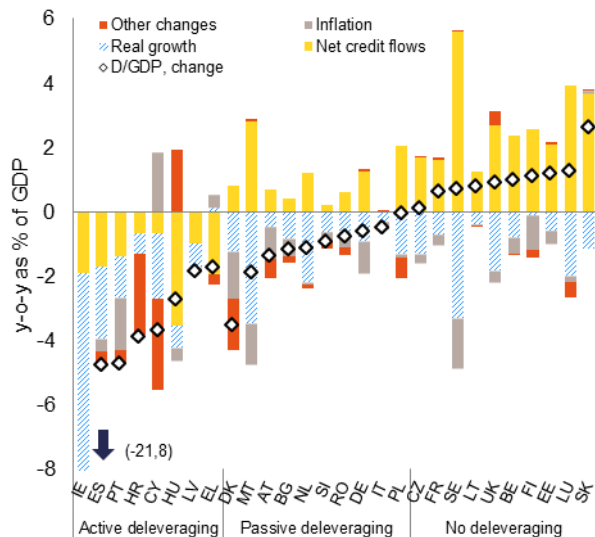 6
4
2
0
-2
-4
-6
-8
y-o-y as % of GDP
Other changes
Inflation
Real growth
Net credit flows
D/GDP, change
(-21,8)
IE ES PT HR CY HU LV EL DK MT AT BG NL SI RO DE IT PL CZ FR SE LT UK BE FI EE LU SK
Active deleveraging
Passive deleveraging
No deleveraging